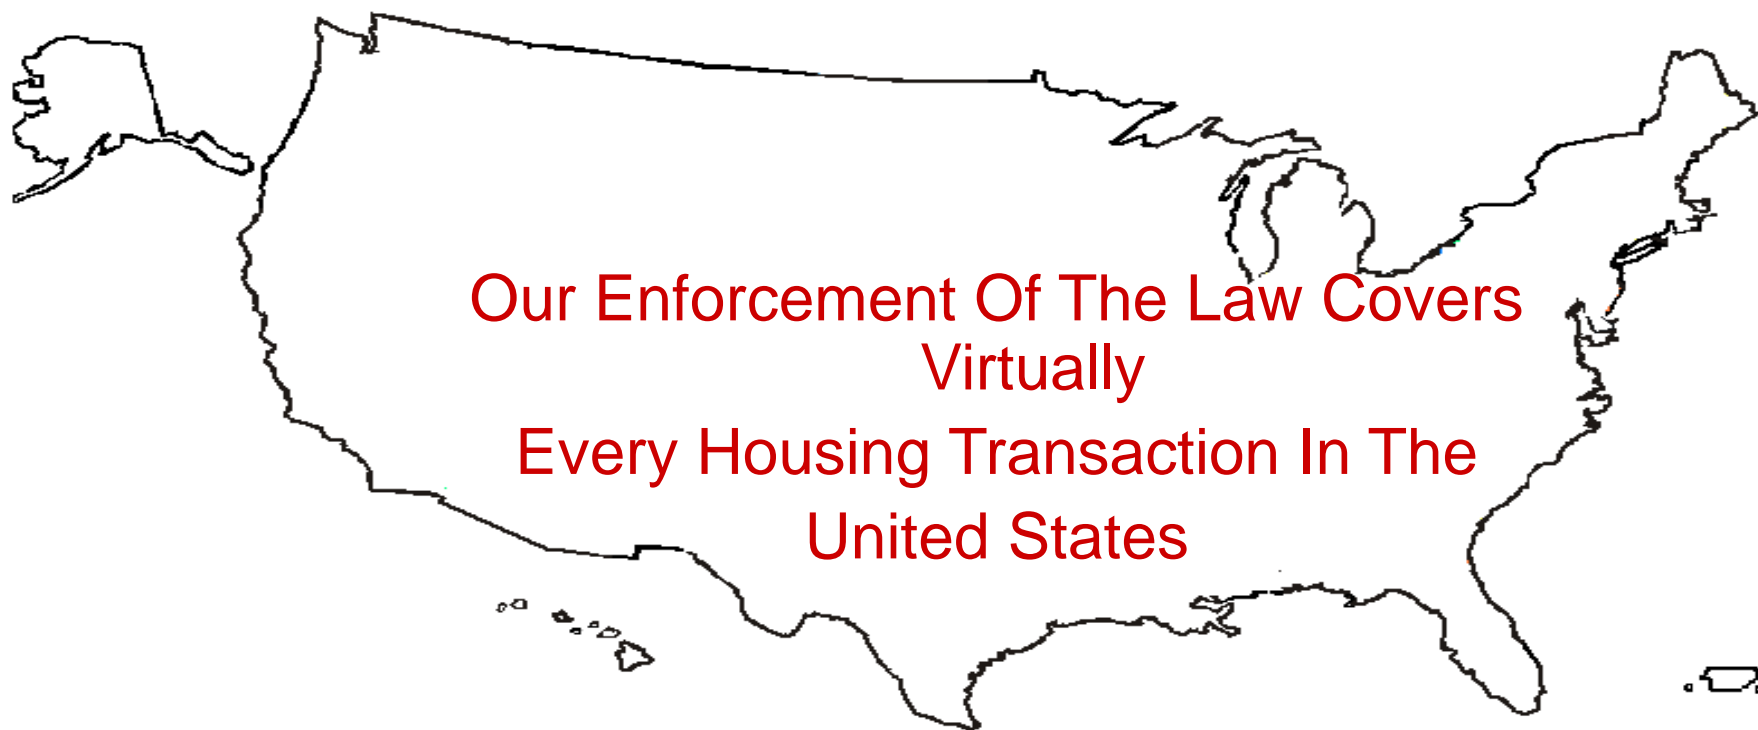 Our Enforcement Of The Law Covers
Virtually
Every Housing Transaction In The
United States